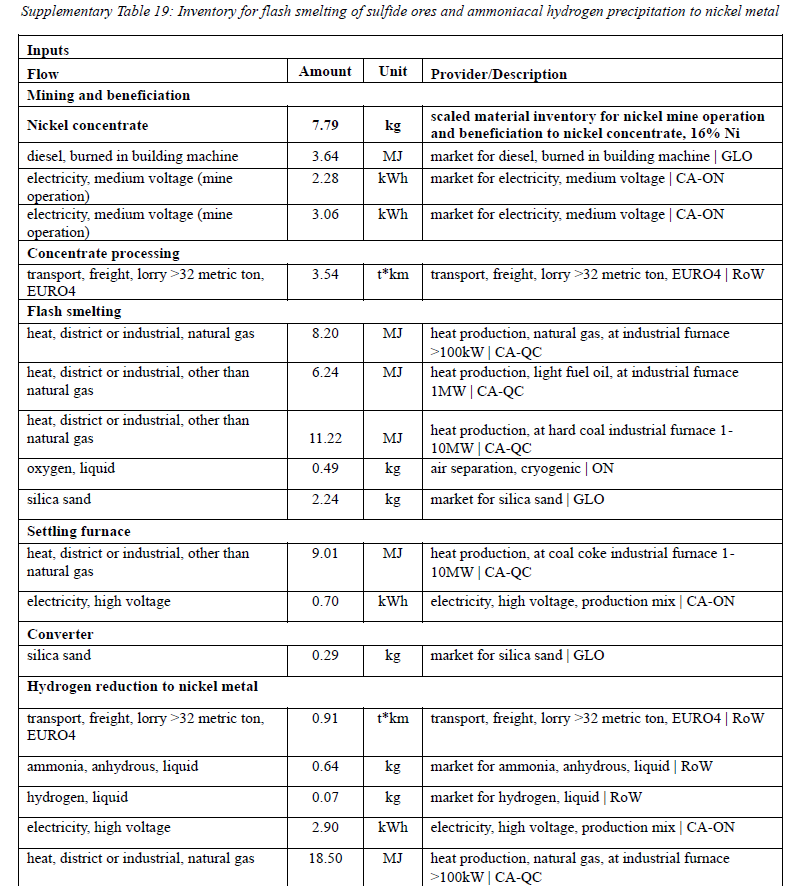 Supplementary Table 19: Inventory for flash smelting of sulfide ores and ammoniacal hydrogen precipitation to nickel metal
Inputs
Flow Amount Unit Provider/Description
Mining and beneficiation
Nickel concentrate 7.79 kg scaled material inventory for nickel mine operation
and beneficiation to nickel concentrate, 16% Ni
diesel, burned in building machine 3.64 MJ market for diesel, burned in building machine | GLO
electricity, medium voltage (mine 2.28 kWh market for electricity, medium voltage | CA-ON
operation)
electricity, medium voltage (mine 3.06 kWh market for electricity, medium voltage | CA-ON
operation)
Concentrate processing
transport, freight, lorry >32 metric ton, 3.54 t*km transport, freight, lorry >32 metric ton, EURO4 | RoW
EURO4
Flash smelting
heat, district or industrial, natural gas 8.20 MJ heat production, natural gas, at industrial furnace
>100kW | CA-QC
heat, district or industrial, other than 6.24 MJ heat production, light fuel oil, at industrial furnace
natural gas 1MW | CA-QC
heat, district or industrial, other than
natural gas 11.22 MJ heat production, at hard coal industrial furnace 1-
10MW | CA-QC
oxygen, liquid 0.49 kg air separation, cryogenic | ON
silica sand 2.24 kg market for silica sand | GLO
Settling furnace
heat, district or industrial, other than 9.01 MJ heat production, at coal coke industrial furnace 1-
natural gas 10MW | CA-QC
electricity, high voltage 0.70 kWh electricity, high voltage, production mix | CA-ON
Converter
silica sand 0.29 kg market for silica sand | GLO
Hydrogen reduction to nickel metal
transport, freight, lorry >32 metric ton, 0.91 t*km transport, freight, lorry >32 metric ton, EURO4 | RoW
EURO4
ammonia, anhydrous, liquid 0.64 kg market for ammonia, anhydrous, liquid | RoW
hydrogen, liquid 0.07 kg market for hydrogen, liquid | RoW
electricity, high voltage 2.90 kWh electricity, high voltage, production mix | CA-ON
heat, district or industrial, natural gas 18.50 MJ heat production, natural gas, at industrial furnace
>100kW | CA-QC